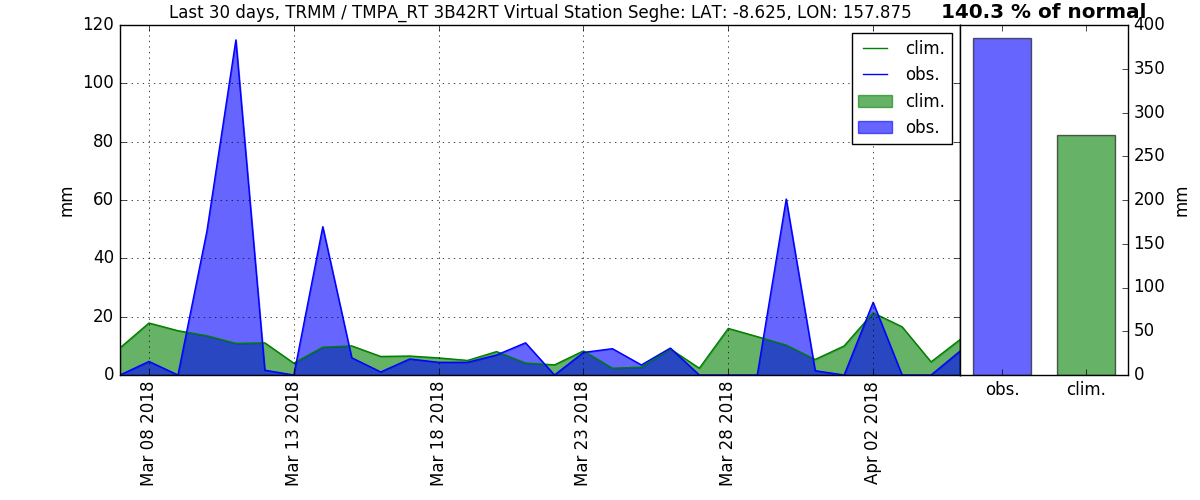 Last 30 days, TRMM / TMPA_RT 3B42RT Virtual Station Seghe: LAT: -8.625, LON: 157.875
140.3 % of normal
120
100
80
60
40
20
0
mm
clim.
obs.
clim.
obs.
400
350
300
250
200
150
100
50
0
mm
Mar 08 2018
Mar 13 2018
Mar 18 2018
Mar 23 2018
Mar 28 2018
Apr 02 2018
obs.
clim.